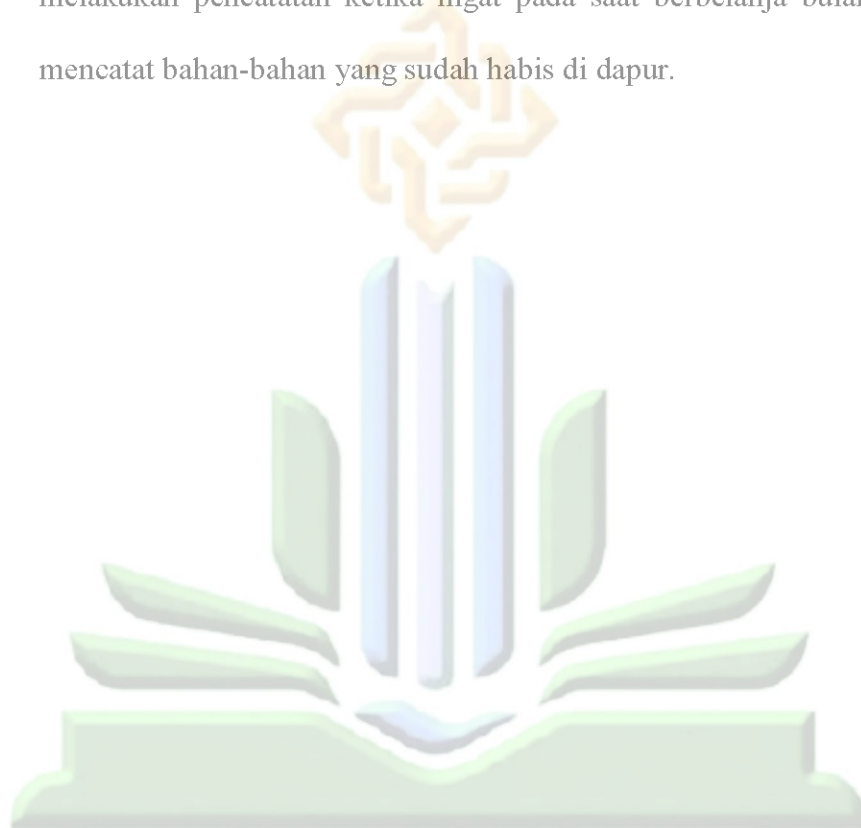 melakukan pencatatan ketika ingat pada saat berbelanja
mencatat bahan-bahan yang sudah habis di dapur.